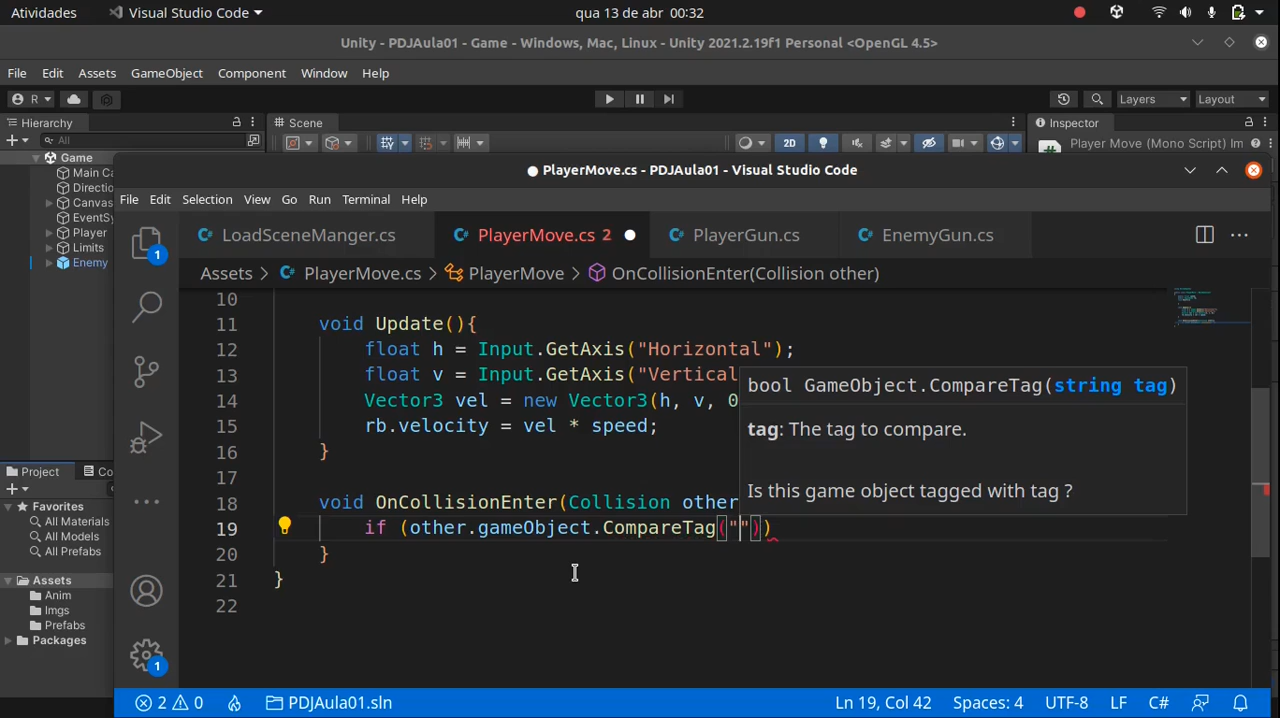 Atividades
Visual Studio Code
qua 13 de abr 00:32
Unity - PDJAula01 - Game - Windows, Mac, Linux - Unity 2021.2.19f1 Personal <OpenGL 4.5>
File Edit Assets GameObject Component Window Help
R Layers Layout
Hierarchy Scene Inspector
All 2D Player Move (Mono Script) Im
Game
Main Ca
Directio
Canvas
EventSy
Player
Limits
Enemy
PlayerMove.cs - PDJAula01 - Visual Studio Code
File Edit Selection View Go Run Terminal Help
LoadSceneManger.cs PlayerMove.cs 2 PlayerGun.cs EnemyGun.cs
Assets > PlayerMove.cs > PlayerMove > OnCollisionEnter(Collision other)
1
10
11 void Update(){
12 float h = Input.GetAxis("Horizontal");
13 float v = Input.GetAxis("Vertical
14 Vector3 vel = new Vector3(h, v, 0
15 rb.velocity = vel * speed;
16 }
17
18 void OnCollisionEnter(Collision other
19 if (other.gameObject.CompareTag(""))
20 }
21 }
22
bool GameObject.CompareTag(string tag)
tag: The tag to compare.
Is this game object tagged with tag ?
Project Co
Favorites
All Materials
All Models
All Prefabs
Assets
Anim
Imgs
Prefabs
Packages
1
2 0 PDJAula01.sln Ln 19, Col 42 Spaces: 4 UTF-8 LF C#